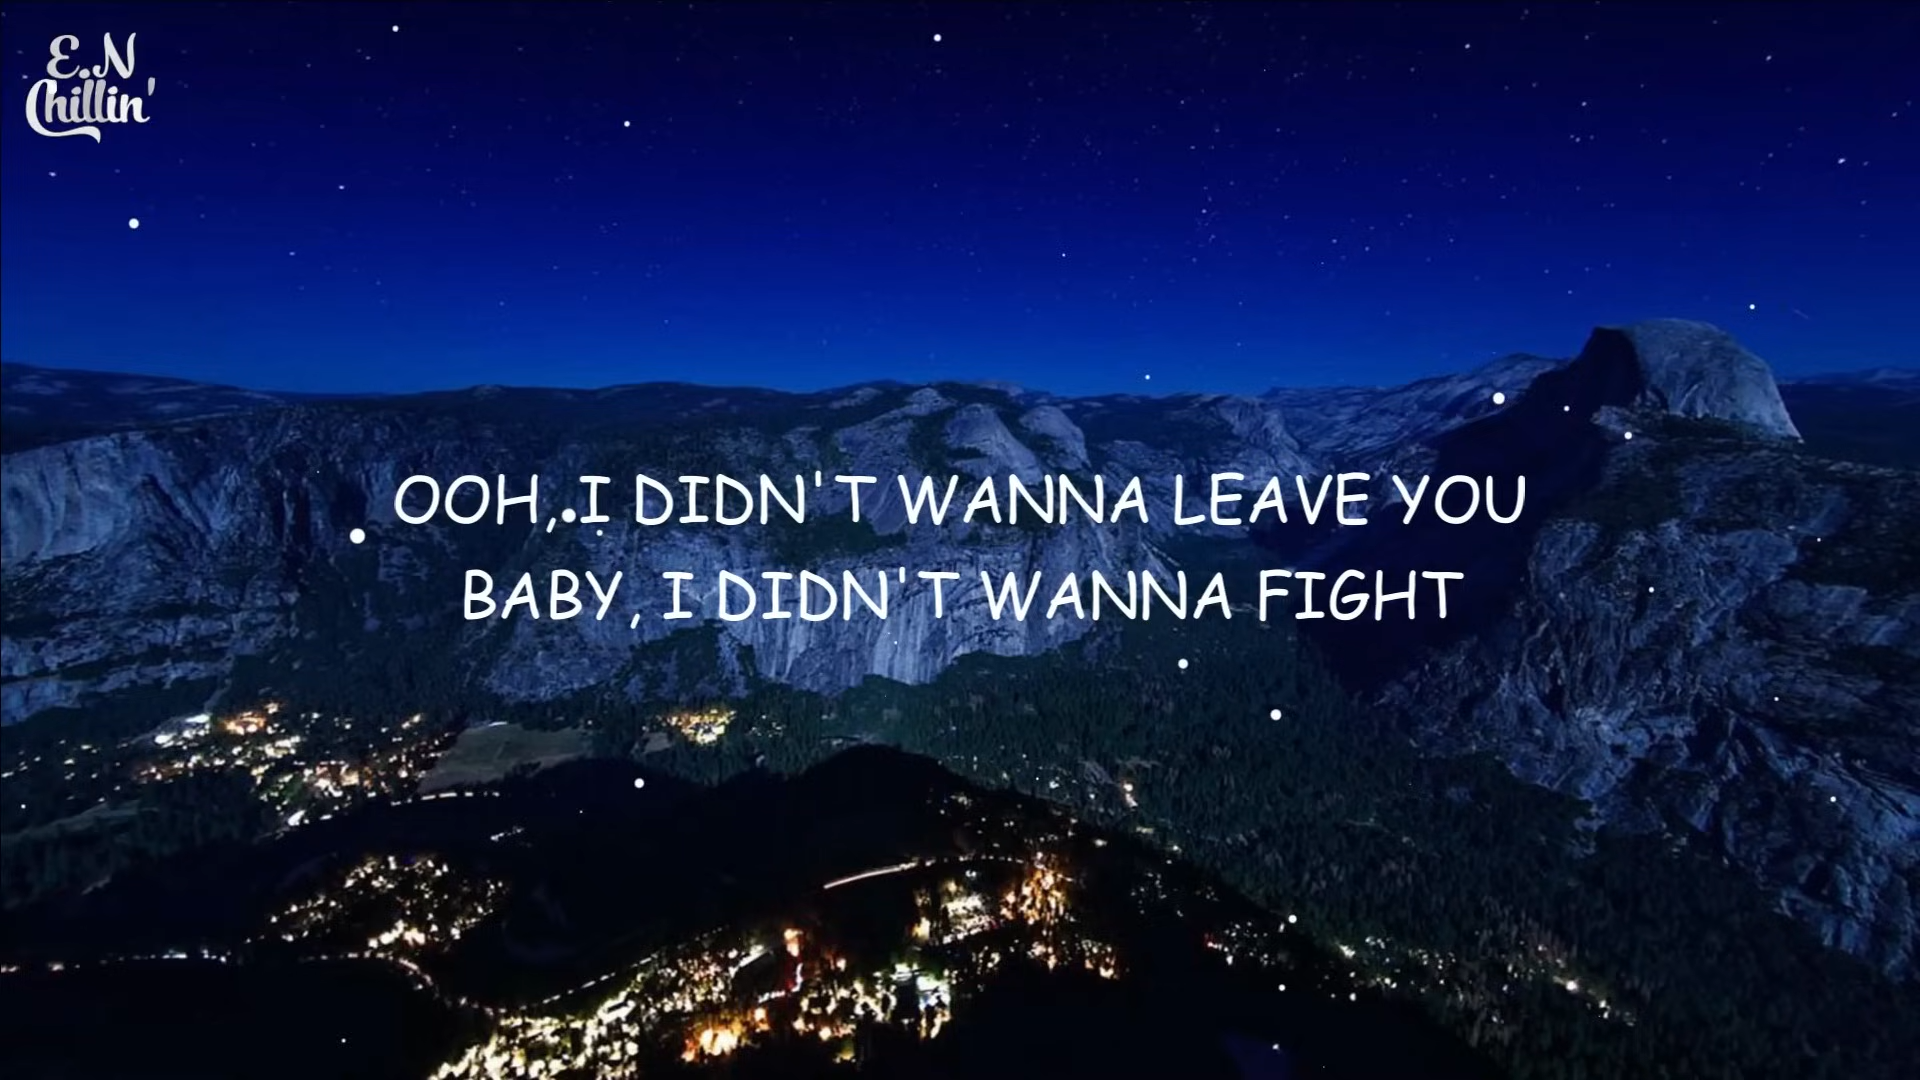 E.N
Chillin'
OOH, I DIDN'T WANNA LEAVE YOU
BABY, I DIDN'T WANNA FIGHT